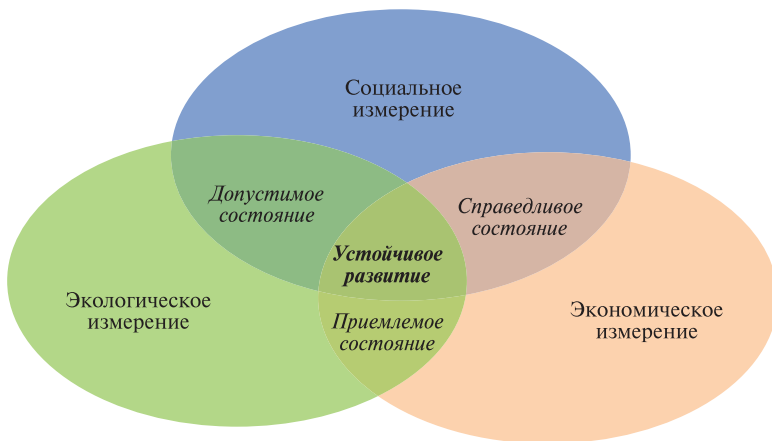 Социальное
измерение
Допустимое
состояние
Справедливое
состояние
Устойчивое
развитие
Экологическое
измерение
Приемлемое
состояние
Экономическое
измерение